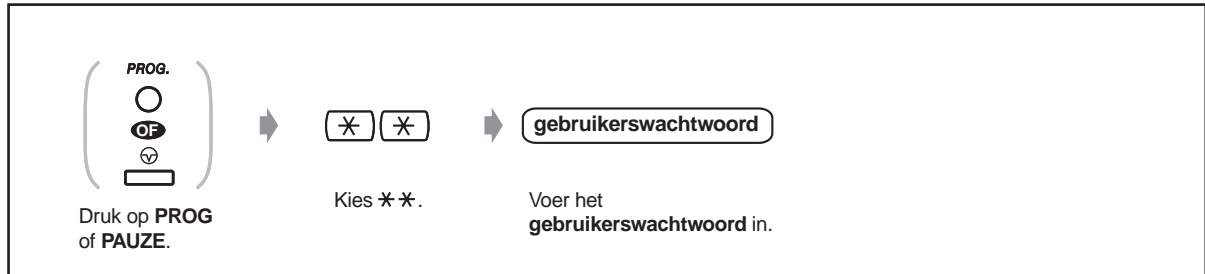 PROG.
OF
Druk op PROG
of PAUZE.
✳ ✳
Kies ✳✳.
gebruikerswachtwoord
Voer het
gebruikerswachtwoord in.